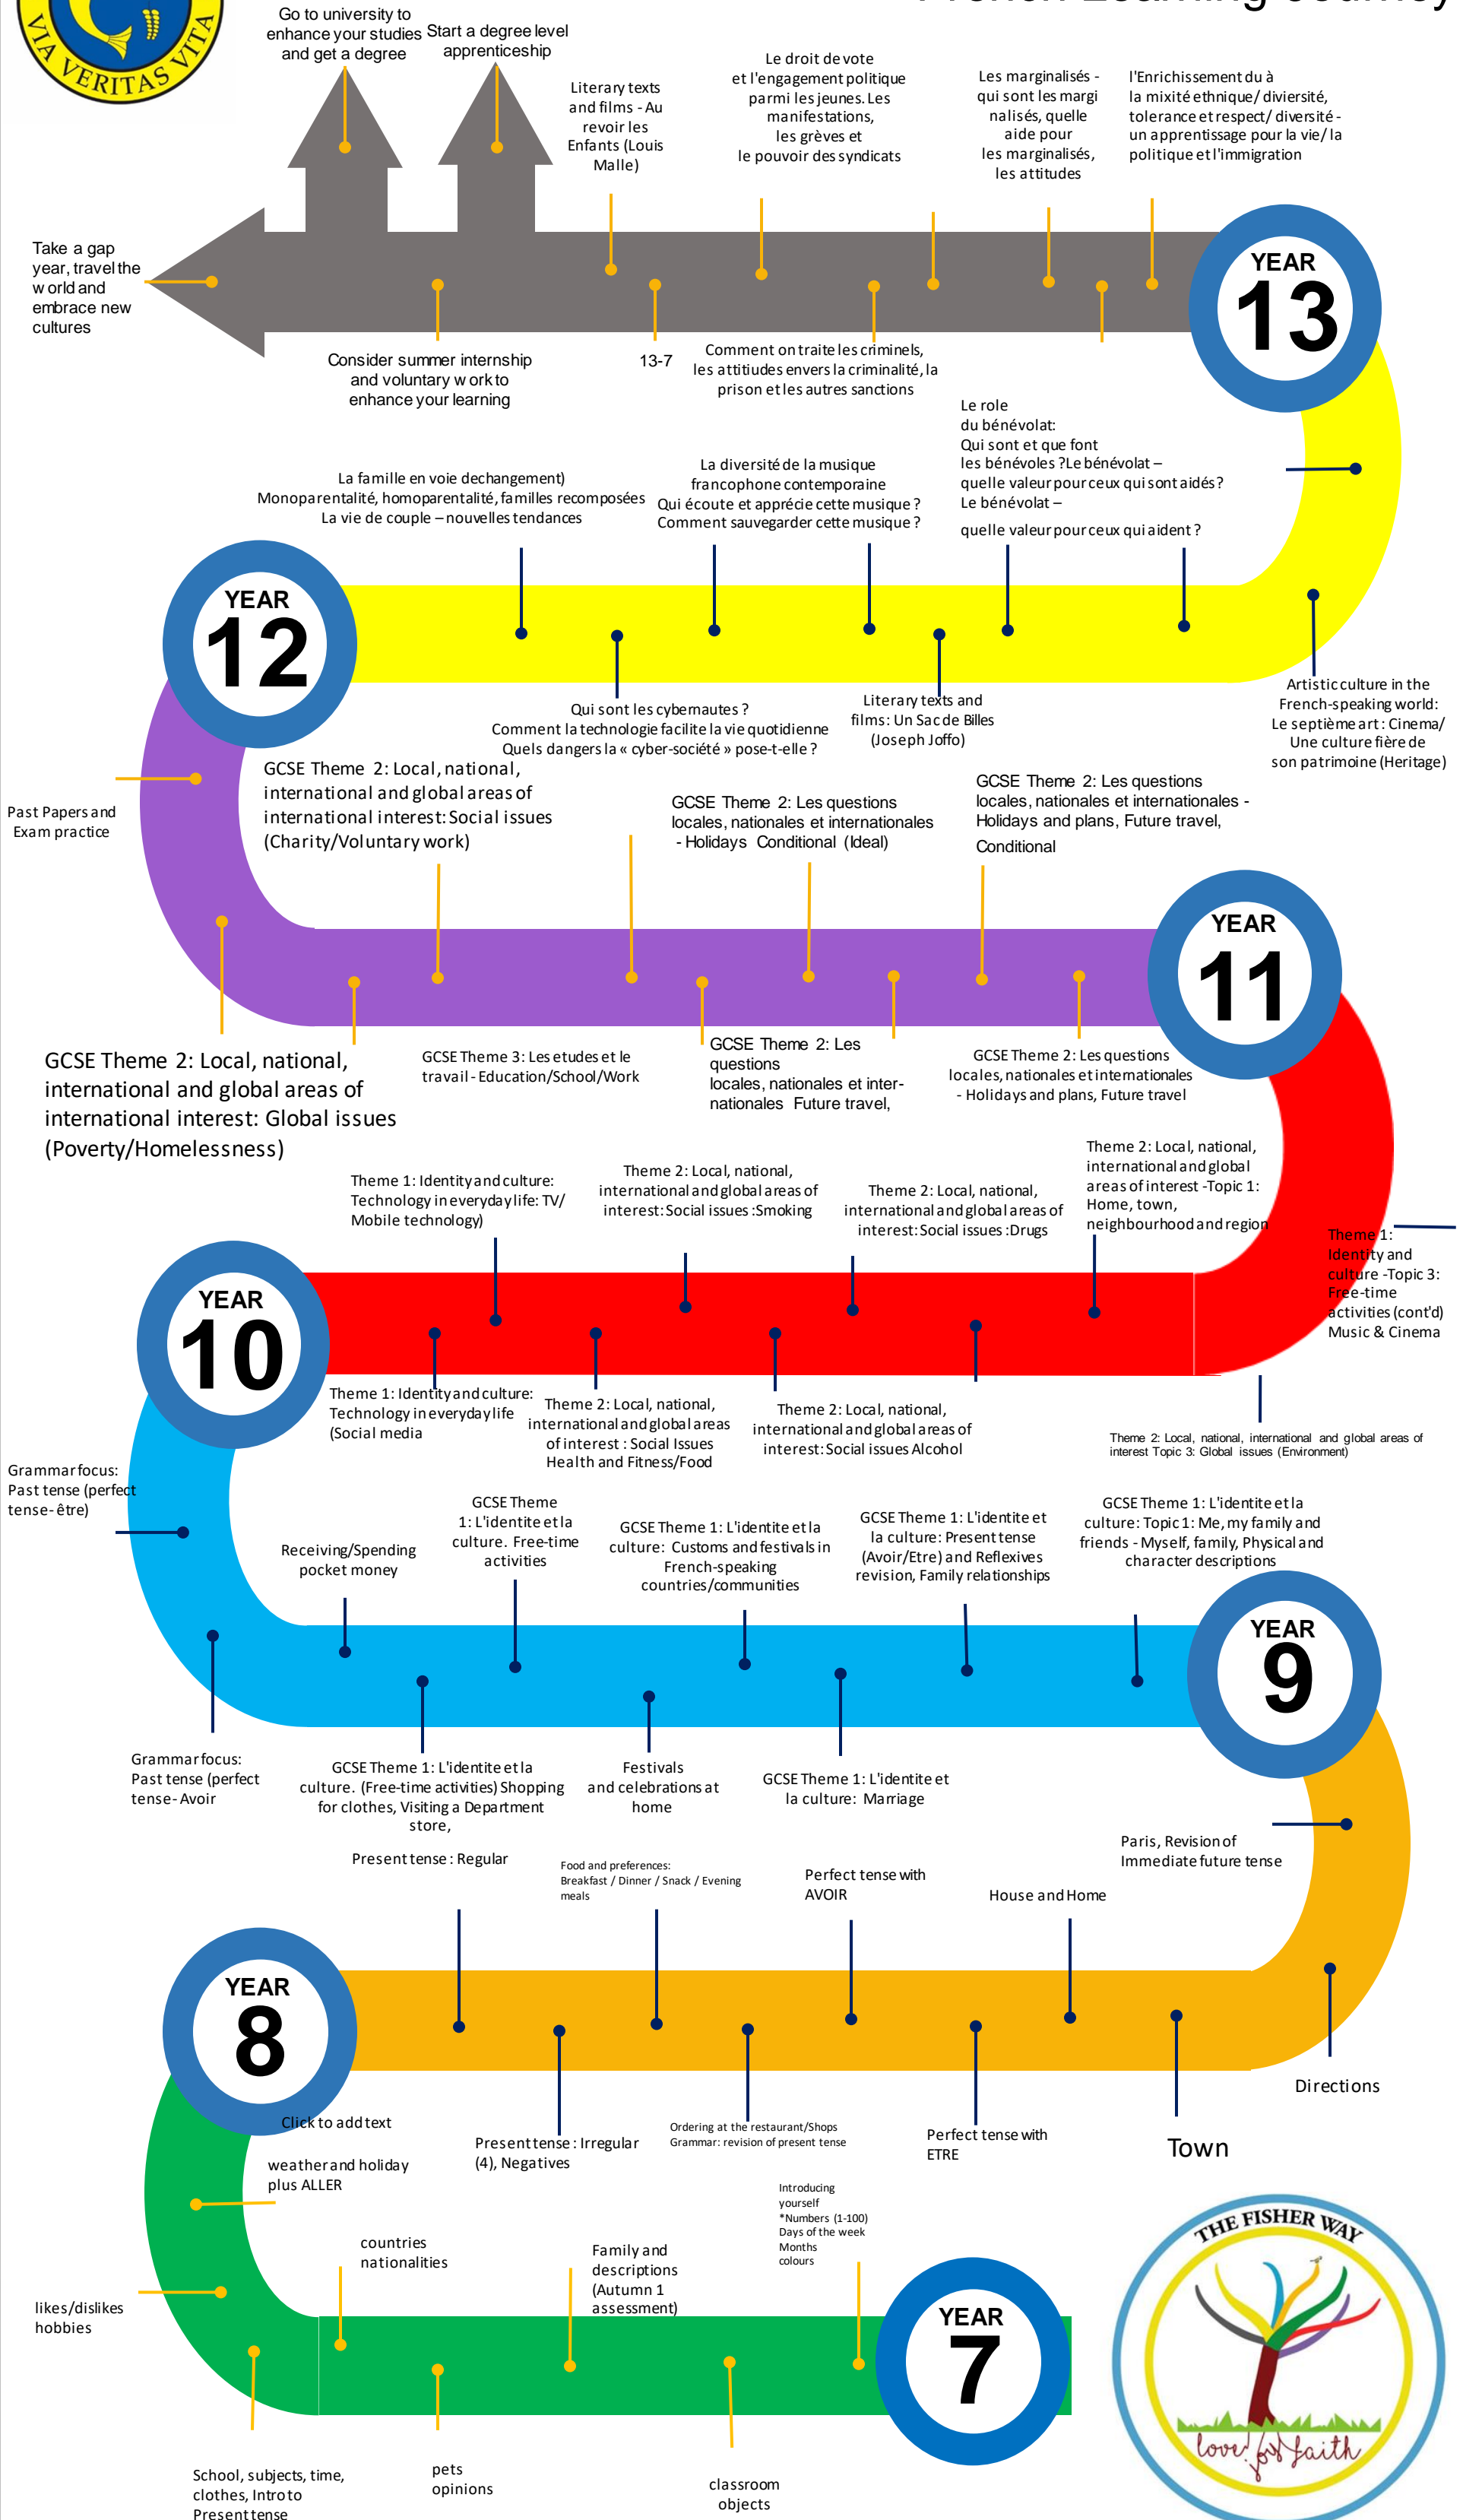 French Learning Journey
VIA VERITAS VITA
Go to university to
enhance your studies
and get a degree
Start a degree level
apprenticeship
Literary texts
and films - Au
revoir les
Enfants (Louis
Malle)
Le droit de vote
et l'engagement politique
parmi les jeunes. Les
manifestations,
les grèves et
le pouvoir des syndicats
Les marginalisés -
qui sont les margi
nalisés, quelle
aide pour
les marginalisés,
les attitudes
l'Enrichissement du à
la mixité ethnique/ diviersité,
tolerance et respect/ diversité -
un apprentissage pour la vie/ la
politique et l'immigration
Take a gap
year, travel the
world and
embrace new
cultures
YEAR
13
Consider summer internship
and voluntary work to
enhance your learning
13-7
Comment on traite les criminels,
les attitiudes envers la criminalité, la
prison et les autres sanctions
Le role
du bénévolat:
Qui sont et que font
les bénévoles ?Le bénévolat –
quelle valeur pour ceux qui sont aidés?
Le bénévolat –
quelle valeur pour ceux qui aident ?
La famille en voie dechangement)
Monoparentalité, homoparentalité, familles recomposées
La vie de couple – nouvelles tendances
La diversité de la musique
francophone contemporaine
Qui écoute et apprécie cette musique ?
Comment sauvegarder cette musique ?
YEAR
12
Qui sont les cybernautes ?
Comment la technologie facilite la vie quotidienne
Quels dangers la « cyber-société » pose-t-elle ?
Literary texts and
films: Un Sac de Billes
(Joseph Joffo)
Artistic culture in the
French-speaking world:
Le septième art : Cinema/
Une culture fière de
son patrimoine (Heritage)
Past Papers and
Exam practice
GCSE Theme 2: Local, national,
international and global areas of
international interest: Social issues
(Charity/Voluntary work)
GCSE Theme 2: Les questions
locales, nationales et internationales
- Holidays Conditional (Ideal)
GCSE Theme 2: Les questions
locales, nationales et internationales -
Holidays and plans, Future travel,
Conditional
YEAR
11
GCSE Theme 2: Local, national,
international and global areas of
international interest: Global issues
(Poverty/Homelessness)
GCSE Theme 3: Les etudes et le
travail - Education/School/Work
GCSE Theme 2: Les
questions
locales, nationales et inter-
nationales Future travel,
GCSE Theme 2: Les questions
locales, nationales et internationales
- Holidays and plans, Future travel
Theme 1: Identity and culture:
Technology in everyday life: TV/
Mobile technology)
Theme 2: Local, national,
international and global areas of
interest: Social issues :Smoking
Theme 2: Local, national,
international and global areas of
interest: Social issues :Drugs
Theme 2: Local, national,
international and global
areas of interest -Topic 1:
Home, town,
neighbourhood and region
Theme 1:
Identity and
culture -Topic 3:
Free-time
activities (cont'd)
Music & Cinema
YEAR
10
Theme 1: Identity and culture:
Technology in everyday life
(Social media
Theme 2: Local, national,
international and global areas
of interest : Social Issues
Health and Fitness/Food
Theme 2: Local, national,
international and global areas of
interest: Social issues Alcohol
Theme 2: Local, national, international and global areas of
interest Topic 3: Global issues (Environment)
Grammar focus:
Past tense (perfect
tense- être)
Receiving/Spending
pocket money
GCSE Theme
1: L'identite et la
culture. Free-time
activities
GCSE Theme 1: L'identite et la
culture: Customs and festivals in
French-speaking
countries/communities
GCSE Theme 1: L'identite et
la culture: Present tense
(Avoir/Etre) and Reflexives
revision, Family relationships
GCSE Theme 1: L'identite et la
culture: Topic 1: Me, my family and
friends - Myself, family, Physical and
character descriptions
YEAR
9
Grammar focus:
Past tense (perfect
tense- Avoir
GCSE Theme 1: L'identite et la
culture. (Free-time activities) Shopping
for clothes, Visiting a Department
store,
Festivals
and celebrations at
home
GCSE Theme 1: L'identite et
la culture: Marriage
Paris, Revision of
Immediate future tense
Present tense : Regular
Food and preferences:
Breakfast / Dinner / Snack / Evening
meals
Perfect tense with
AVOIR
House and Home
YEAR
8
Directions
Click to add text
Present tense : Irregular
(4), Negatives
Ordering at the restaurant/Shops
Grammar: revision of present tense
Perfect tense with
ETRE
Town
weather and holiday
plus ALLER
countries
nationalities
Family and
descriptions
(Autumn 1
assessment)
Introducing
yourself
*Numbers (1-100)
Days of the week
Months
colours
likes/dislikes
hobbies
YEAR
7
THE FISHER WAY
love joy faith
School, subjects, time,
clothes, Intro to
Present tense
pets
opinions
classroom
objects